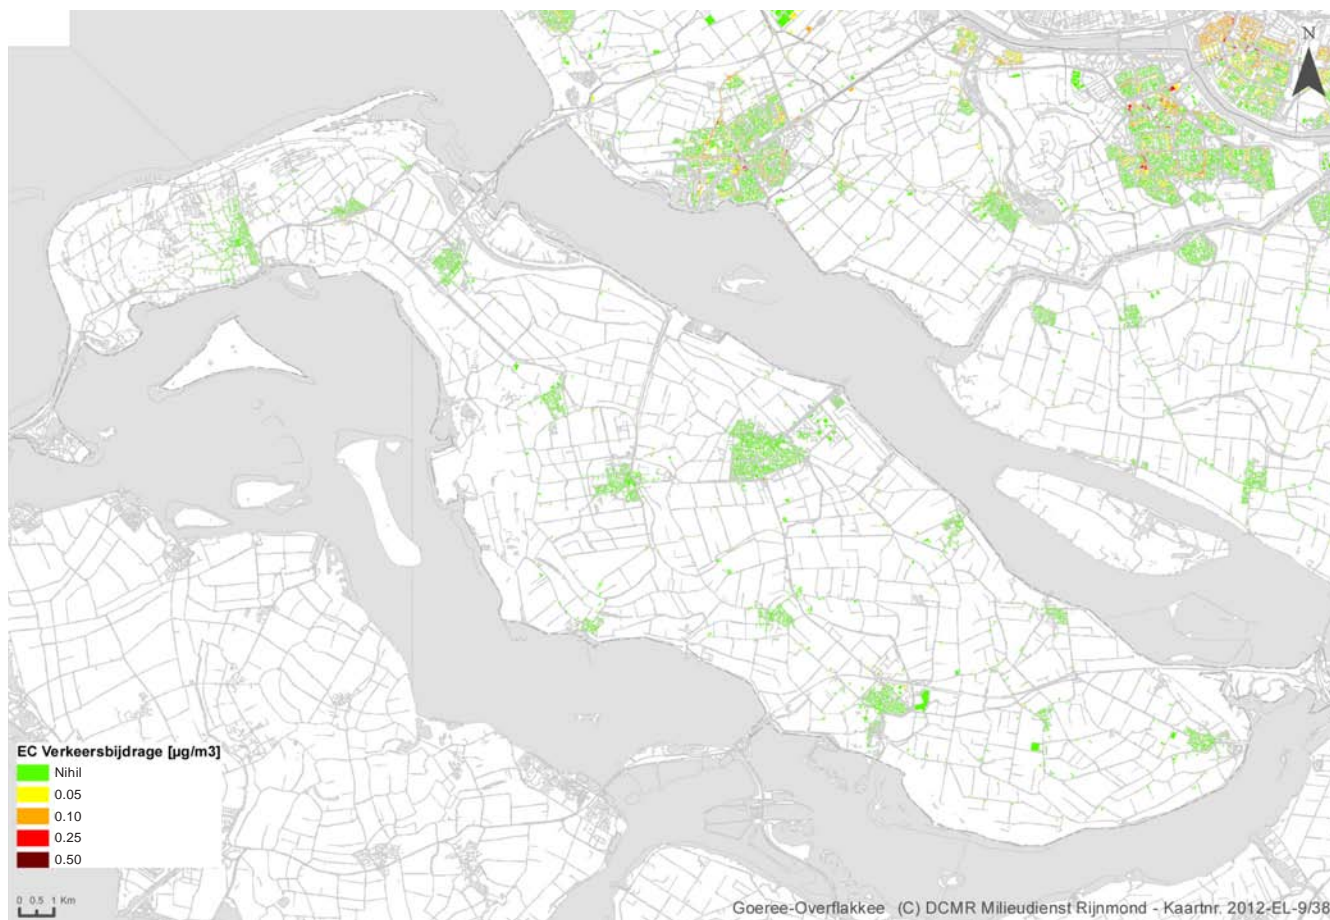 N
EC Verkeersbijdrage [µg/m3]
Nihil
0.05
0.10
0.25
0.50
0 0.5 1 Km
Goeree-Overflakkee (C) DCMR Milieudienst Rijnmond - Kaartnr. 2012-EL-9/38